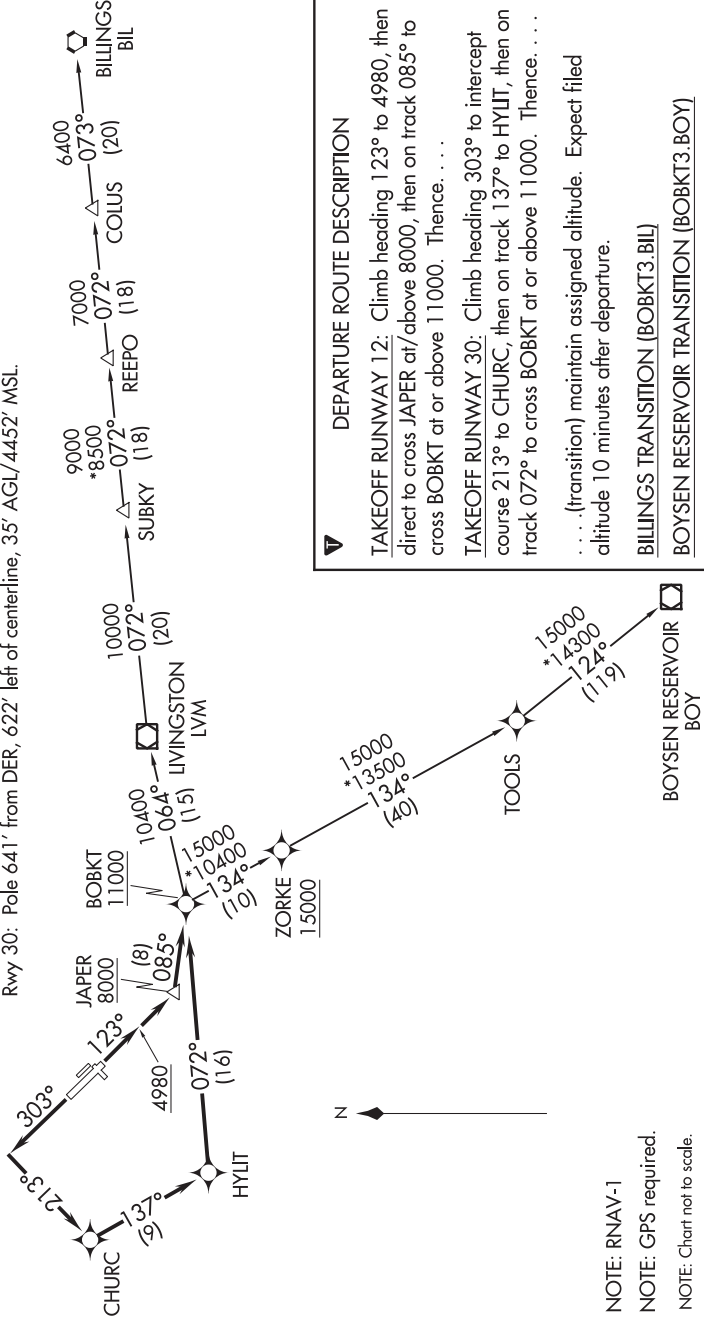 Rwy 30: Pole 641' from DER, 622' left of centerline, 35' AGL/4452' MSL.
303°
213°
CHURC
137°
(9)
HYLIT
123°
4980
JAPER
8000
(8)
085°
072°
(16)
BOBKT
11000
10400
064°
(15)
LIVINGSTON
LVM
10000
072°
(20)
SUBKY
9000
*8500
072°
(18)
REEPO
7000
072°
(18)
COLUS
6400
073°
(20)
BILLINGS
BIL
15000
*10400
134°
(10)
ZORKE
15000
15000
*13500
134°
(40)
TOOLS
15000
*14300
124°
(119)
BOYSEN RESERVOIR
BOY
N
NOTE: RNAV-1
NOTE: GPS required.
NOTE: Chart not to scale.
T
DEPARTURE ROUTE DESCRIPTION
TAKEOFF RUNWAY 12: Climb heading 123° to 4980, then
direct to cross JAPER at/above 8000, then on track 085° to
cross BOBKT at or above 11000. Thence. . . .
TAKEOFF RUNWAY 30: Climb heading 303° to intercept
course 213° to CHURC, then on track 137° to HYLIT, then on
track 072° to cross BOBKT at or above 11000. Thence. . . .
. . . .(transition) maintain assigned altitude. Expect filed
altitude 10 minutes after departure.
BILLINGS TRANSITION (BOBKT3.BIL)
BOYSEN RESERVOIR TRANSITION (BOBKT3.BOY)